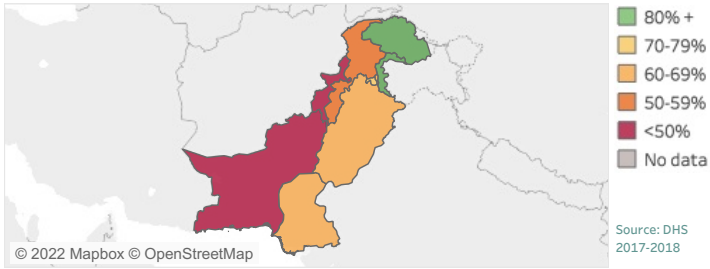 80% +
70-79%
60-69%
50-59%
<50%
No data
Source: DHS
2017-2018
© 2022 Mapbox © OpenStreetMap